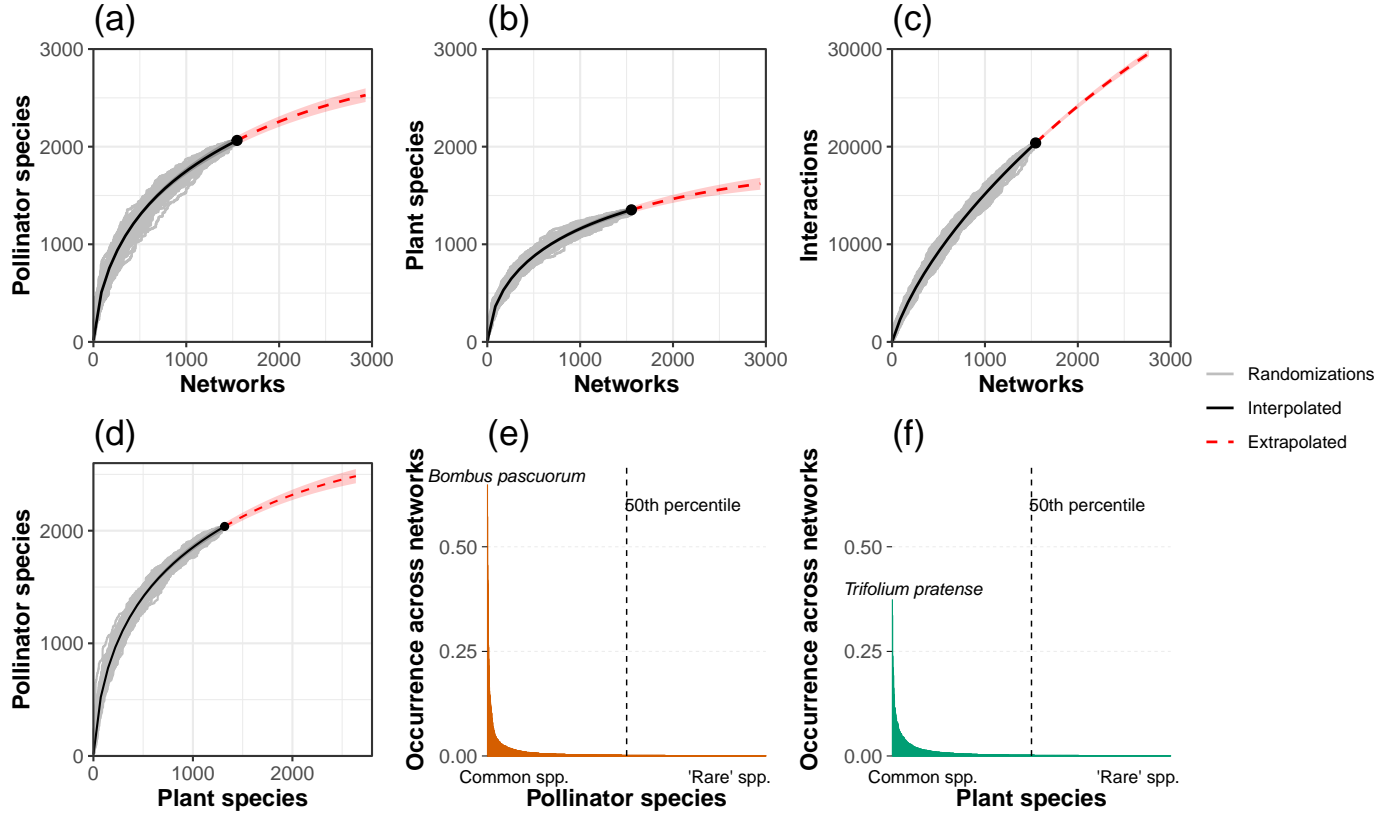 (a)
3000
2000
1000
0
Pollinator species
0 1000 2000 3000
Networks
(b)
3000
2000
1000
0
Plant species
0 1000 2000 3000
Networks
(c)
30000
20000
10000
0
Interactions
0 1000 2000 3000
Networks
Randomizations
Interpolated
Extrapolated
(d)
2000
1000
0
Pollinator species
0 1000 2000
Plant species
(e)
Bombus pascuorum
50th percentile
0.50
0.25
0.00
Occurrence across networks
Common spp. 'Rare' spp.
Pollinator species
(f)
50th percentile
0.50
Trifolium pratense
0.25
0.00
Occurrence across networks
Common spp. 'Rare' spp.
Plant species